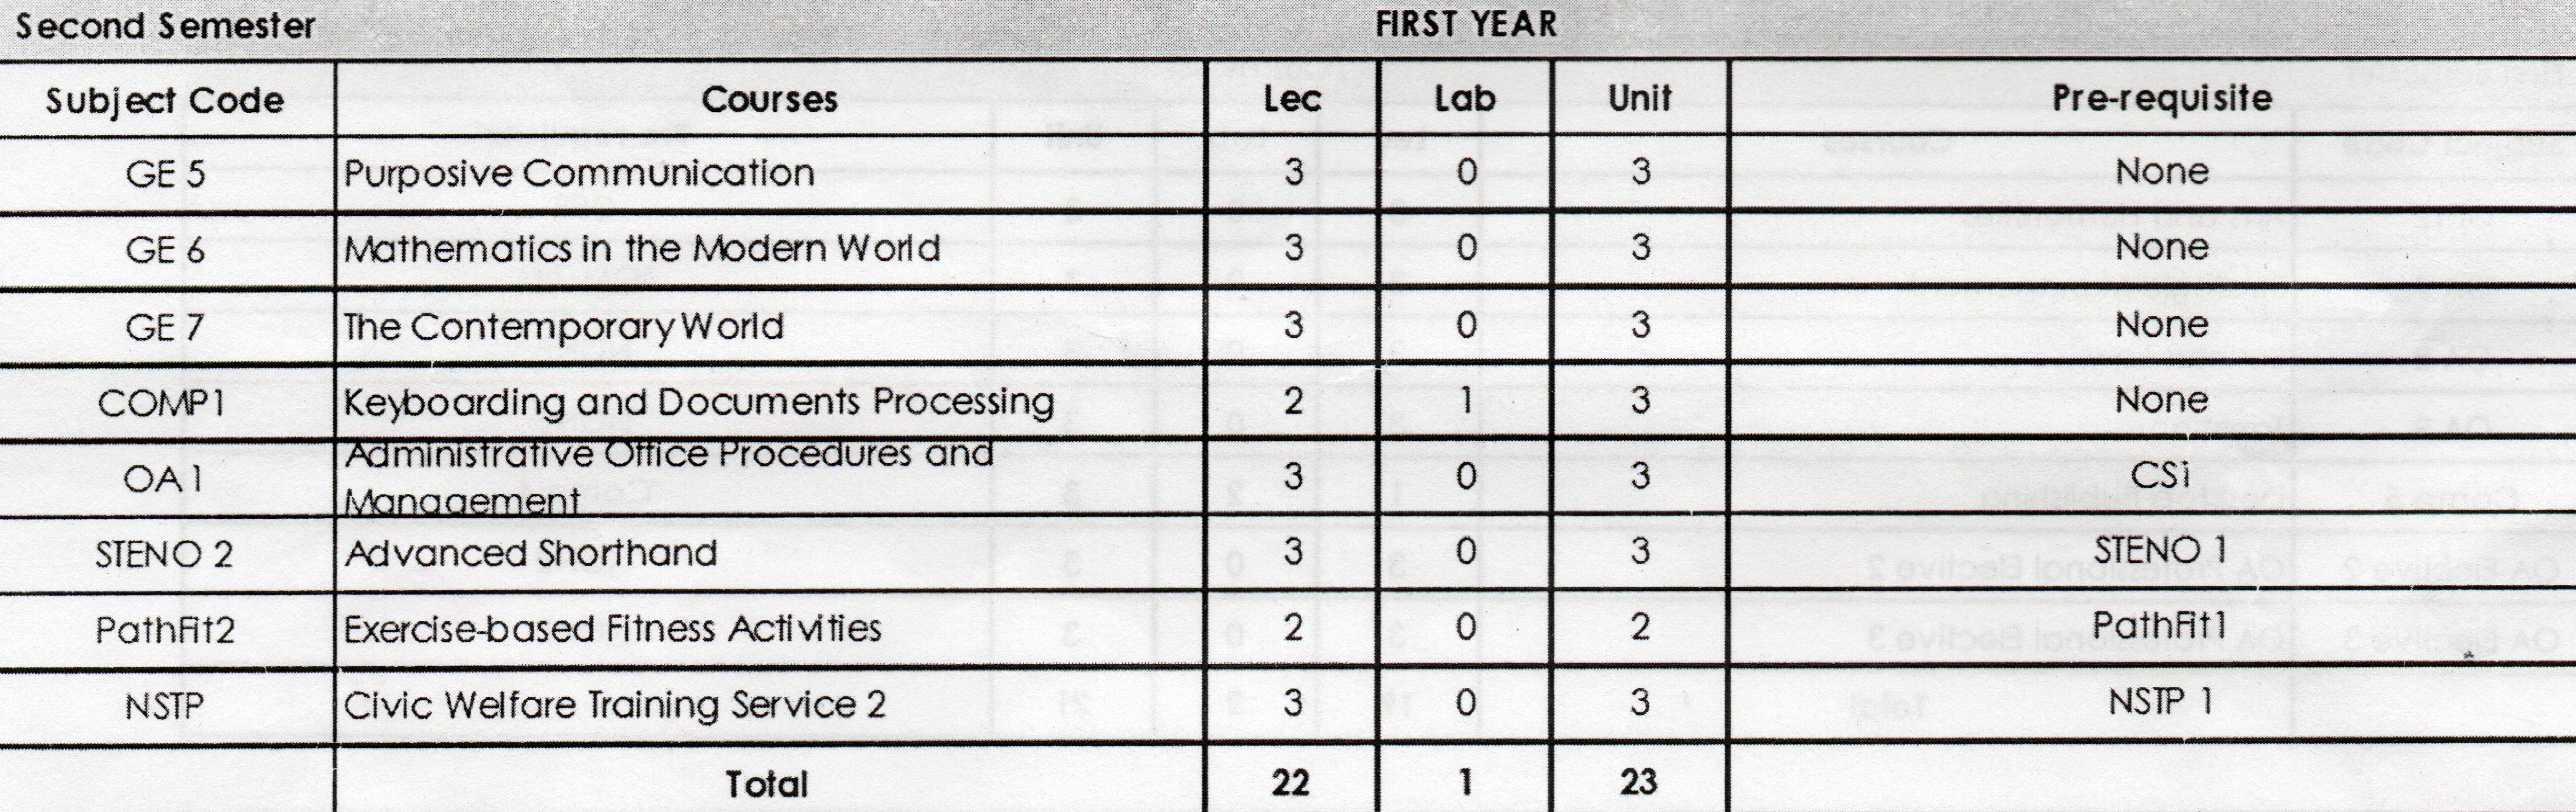 Second Semester FIRST YEAR
Subject Code Courses Lec Lab Unit Pre-requisite
GE 5 Purposive Communication 3 0 3 None
GE 6 Mathematics in the Modern World 3 0 3 None
GE 7 The Contemporary World 3 0 3 None
COMP1 Keyboarding and Documents Processing 2 1 3 None
OA1 Administrative Office Procedures and
Management 3 0 3 CS1
STENO 2 Advanced Shorthand 3 0 3 STENO 1
PathFit2 Exercise-based Fitness Activities 2 0 2 PathFit1
NSTP Civic Welfare Training Service 2 3 0 3 NSTP 1
Total 22 1 23